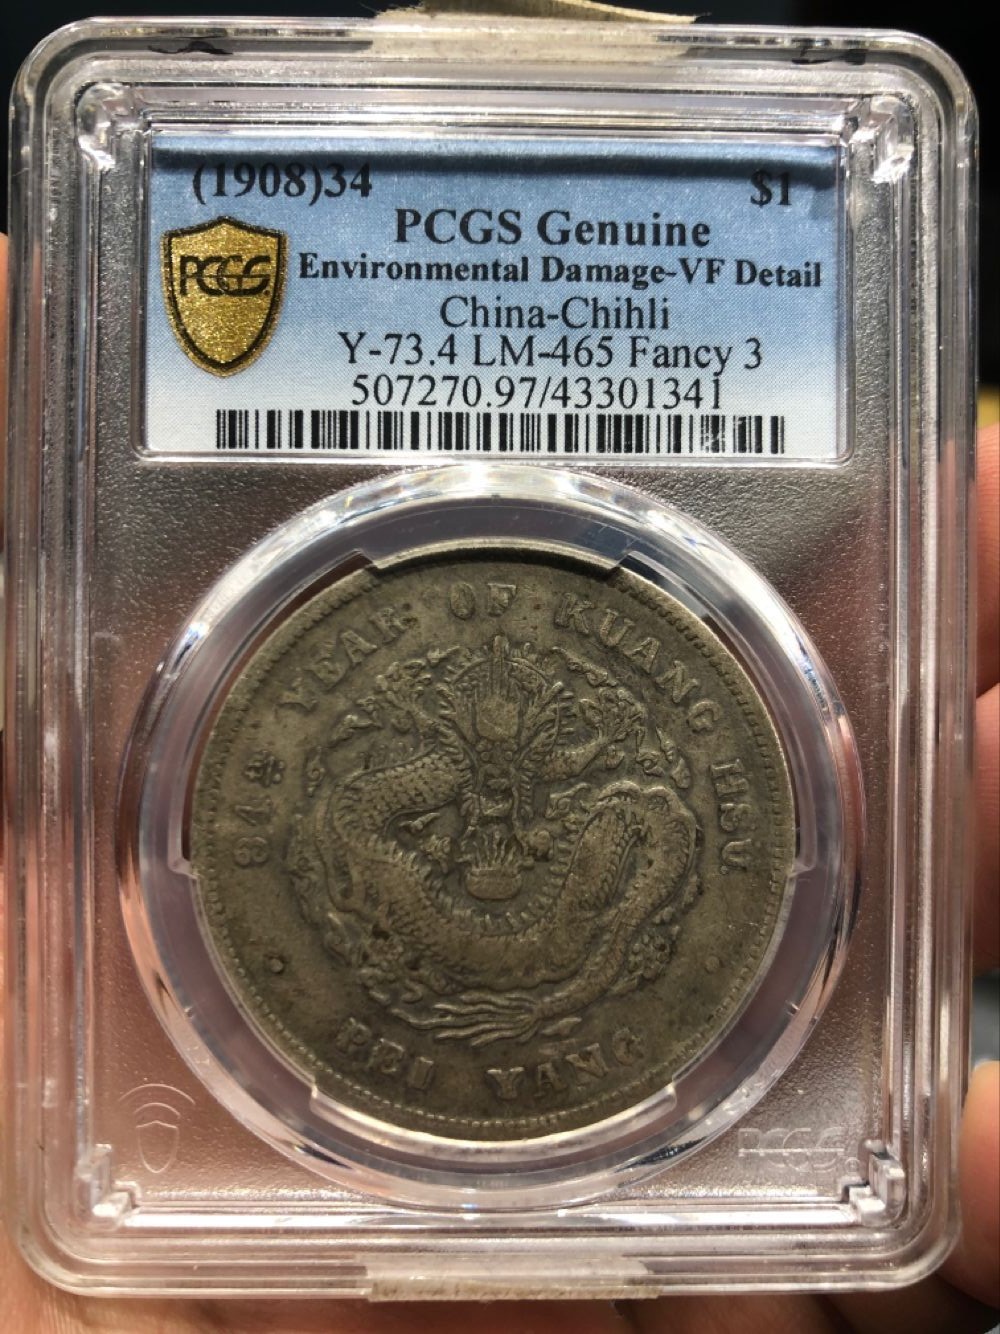 (1908)34 $1
PCGS Genuine
PCGS
Environmental Damage-VF Detail
China-Chihli
Y-73.4 LM-465 Fancy 3
507270.97/43301341
34TH YEAR OF KUANG HSU
PEI YANG
PCGS